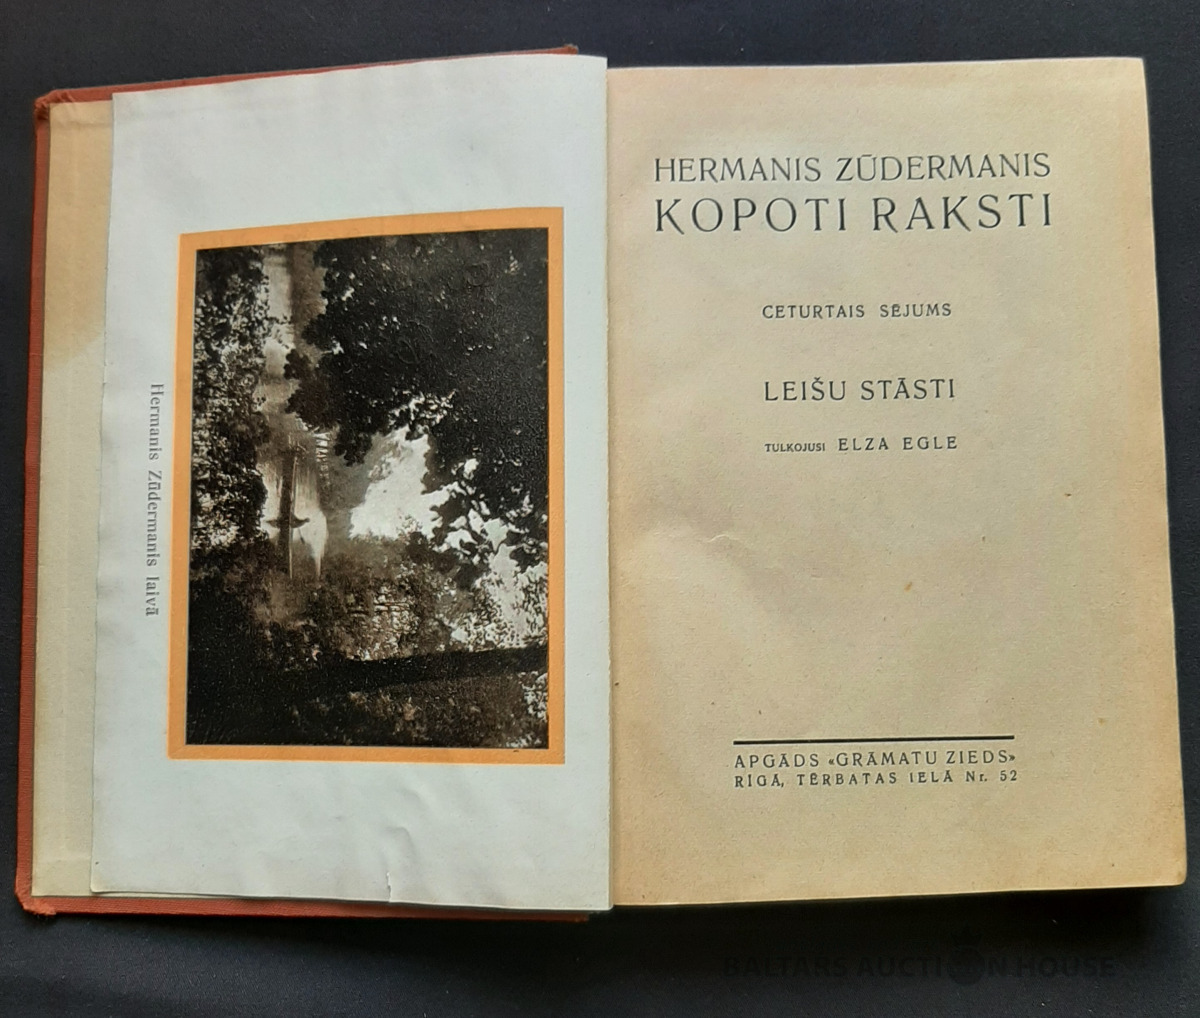 Hermanis Zūdermanis laivā
HERMANIS ZŪDERMANIS
KOPOTI RAKSTI
CETURTAIS SĒJUMS
LEIŠU STĀSTI
TULKOJUSI ELZA EGLE
APGĀDS «GRĀMATU ZIEDS»
RĪGĀ, TĒRBATAS IELĀ Nr. 52
BALTARS AUCTION HOUSE